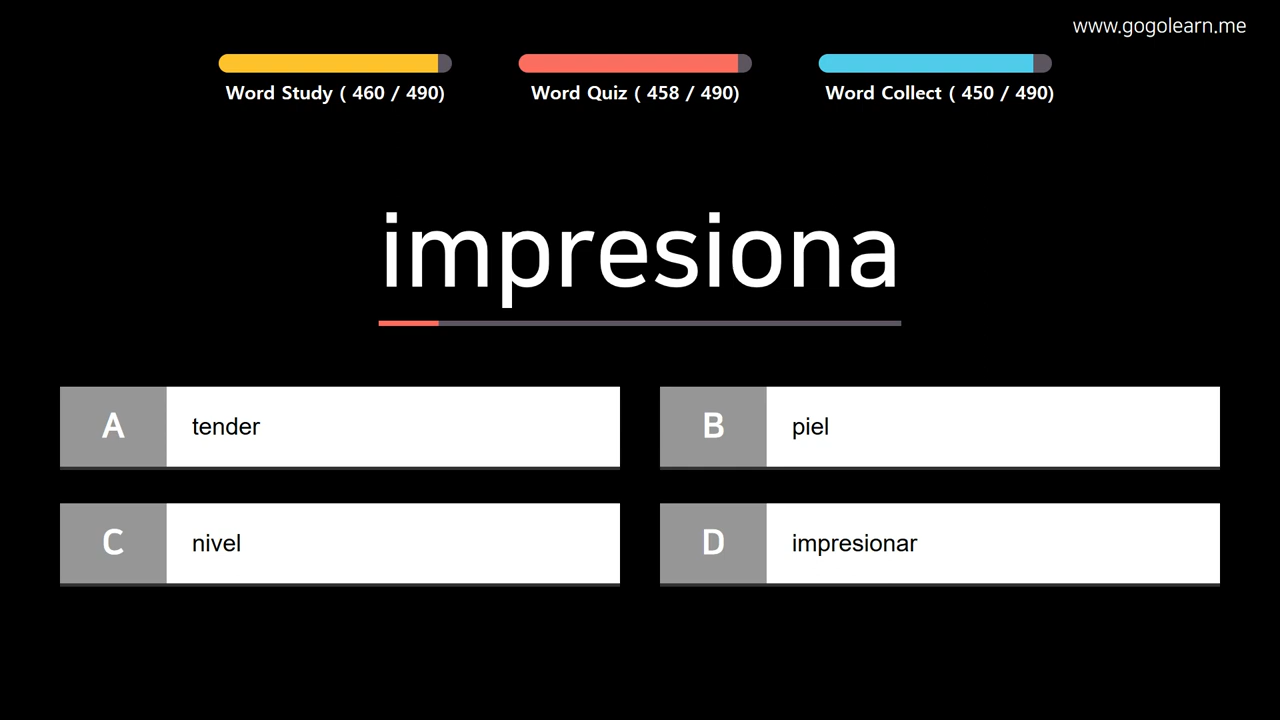 www.gogolearn.me
Word Study ( 460 / 490)
Word Quiz ( 458 / 490)
Word Collect ( 450 / 490)
impresiona
A tender
B piel
C nivel
D impresionar